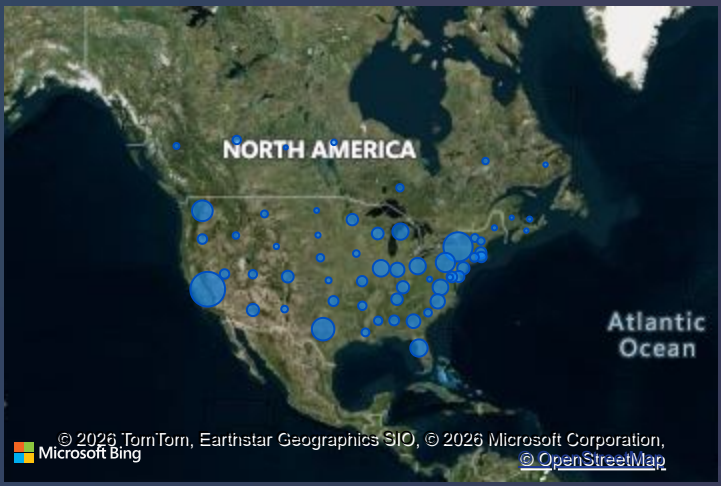 NORTH AMERICA
Atlantic
Ocean
© 2026 TomTom, Earthstar Geographics SIO, © 2026 Microsoft Corporation,
Microsoft Bing
© OpenStreetMap